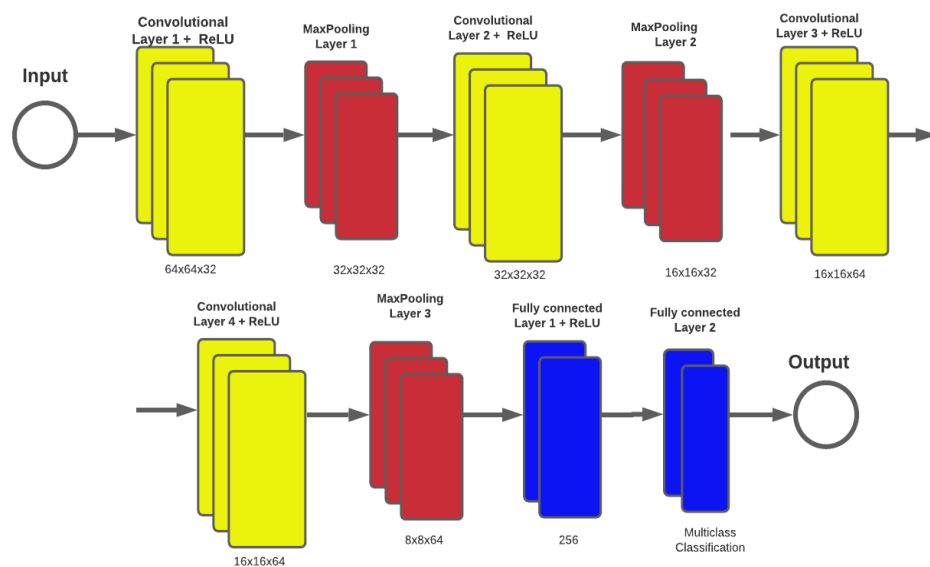 Input
Convolutional
Layer 1 + ReLU
MaxPooling
Layer 1
Convolutional
Layer 2 + ReLU
MaxPooling
Layer 2
Convolutional
Layer 3 + ReLU
64x64x32
32x32x32
32x32x32
16x16x32
16x16x64
Convolutional
Layer 4 + ReLU
MaxPooling
Layer 3
Fully connected
Layer 1 + ReLU
Fully connected
Layer 2
Output
16x16x64
8x8x64
256
Multiclass
Classification